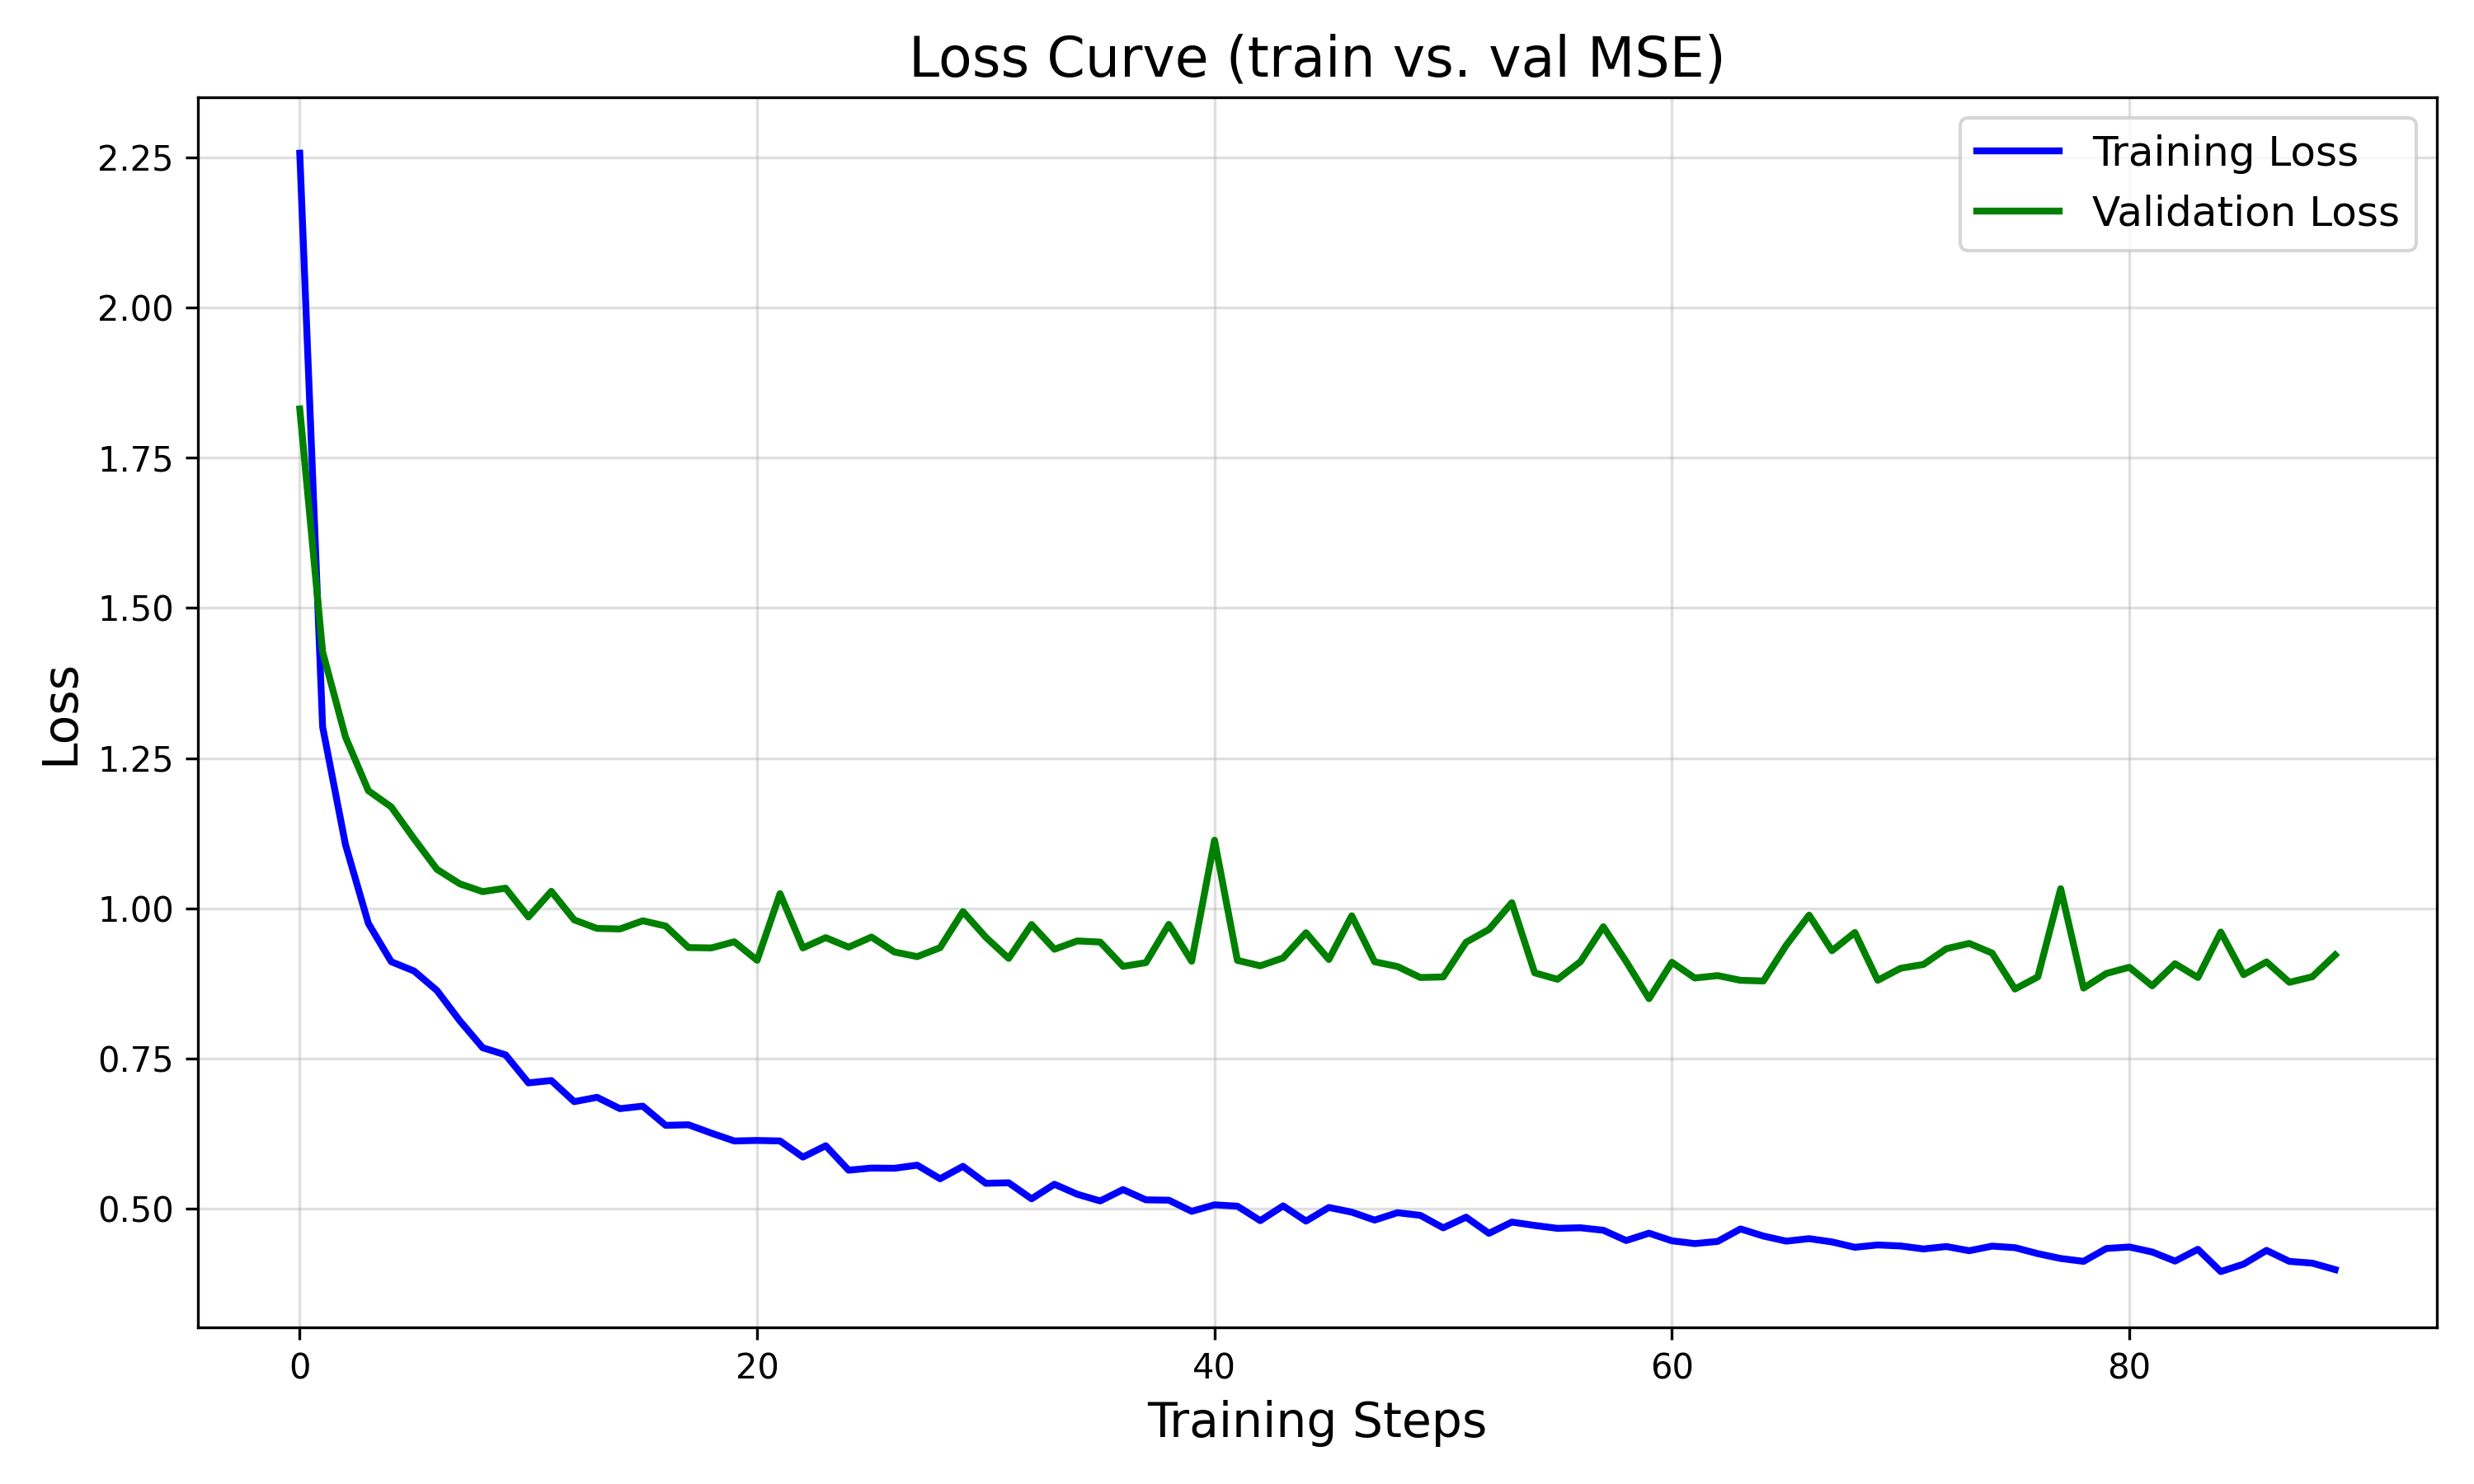 Loss Curve (train vs. val MSE)
Training Loss
Validation Loss
2.25
2.00
1.75
1.50
1.25
1.00
0.75
0.50
Loss
0 20 40 60 80
Training Steps